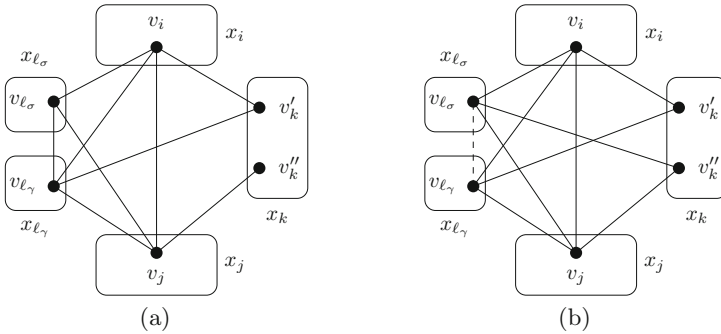 v_i x_i
x_{ℓ_σ}
v_{ℓ_σ} v'_k
v_{ℓ_γ} v''_k
x_{ℓ_γ} x_k
v_j x_j
(a)
v_i x_i
x_{ℓ_σ}
v_{ℓ_σ} v'_k
v_{ℓ_γ} v''_k
x_{ℓ_γ} x_k
v_j x_j
(b)